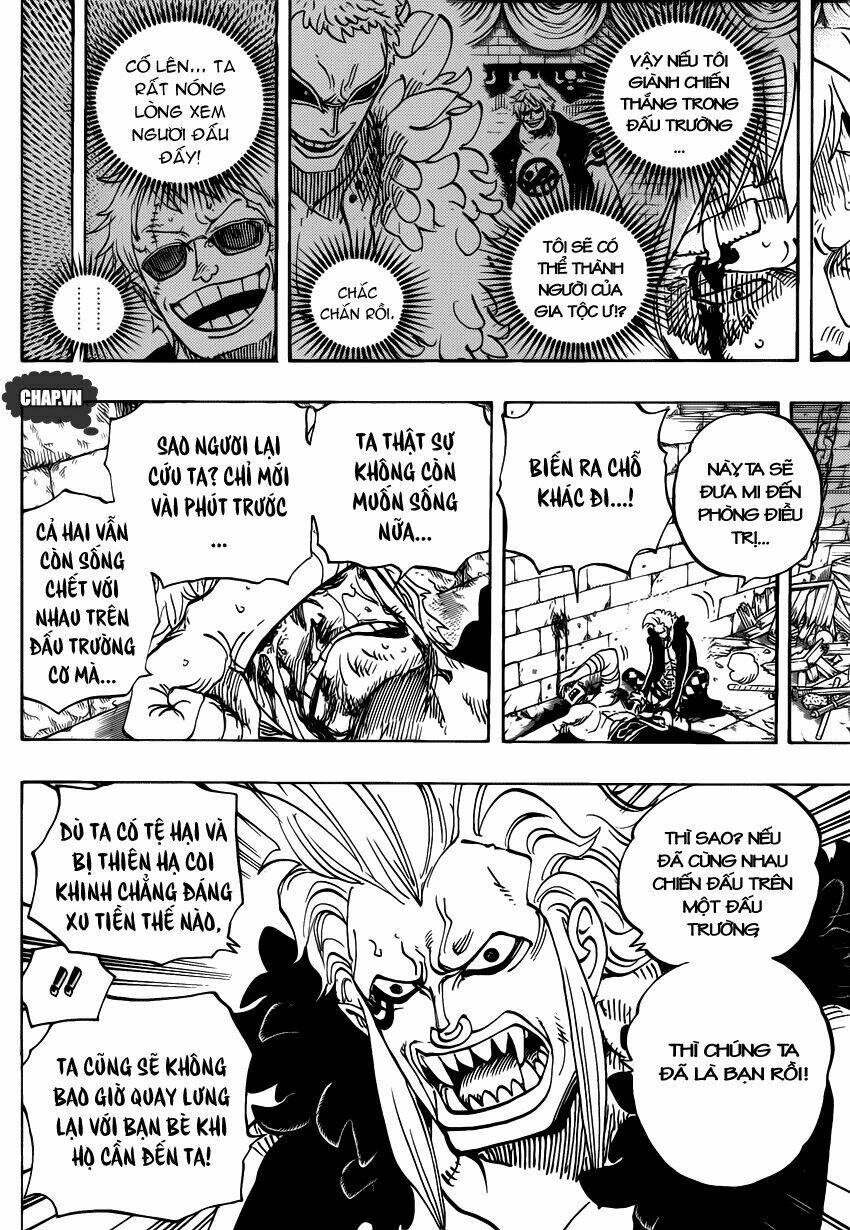 VẬY NẾU TÔI
GIÀNH CHIẾN
THẮNG TRONG
ĐẤU TRƯỜNG
...
TÔI SẼ CÓ
THỂ THÀNH
NGƯỜI CỦA
GIA TỘC Ư!?
CHẮC
CHẮN RỒI.
CỐ LÊN... TA
RẤT NÓNG
LÒNG XEM
NGƯƠI ĐẤU
ĐẤY!
......
......
CHAP.VN
NÀY, TA SẼ
ĐƯA MI ĐẾN
PHÒNG ĐIỀU
TRỊ...
BIẾN RA CHỖ
KHÁC ĐI...!
TA THẬT SỰ
KHÔNG CÒN
MUỐN SỐNG
NỮA...
SAO NGƯƠI LẠI
CỨU TA? CHỈ MỚI
VÀI PHÚT TRƯỚC
...
CẢ HAI VẪN
CÒN SỐNG
CHẾT VỚI
NHAU TRÊN
ĐẤU TRƯỜNG
CƠ MÀ...
THÌ SAO? NẾU
ĐÃ CÙNG NHAU
CHIẾN ĐẤU TRÊN
MỘT ĐẤU
TRƯỜNG,
THÌ CHÚNG TA
ĐÃ LÀ BẠN RỒI!
DÙ TA CÓ TỆ HẠI VÀ
BỊ THIÊN HẠ COI
KHINH CHẲNG ĐÁNG
XU TIỀN THẾ NÀO,
!!
TA CŨNG SẼ KHÔNG
BAO GIỜ QUAY LƯNG
LẠI VỚI BẠN BÈ KHI
HỌ CẦN ĐẾN TA!